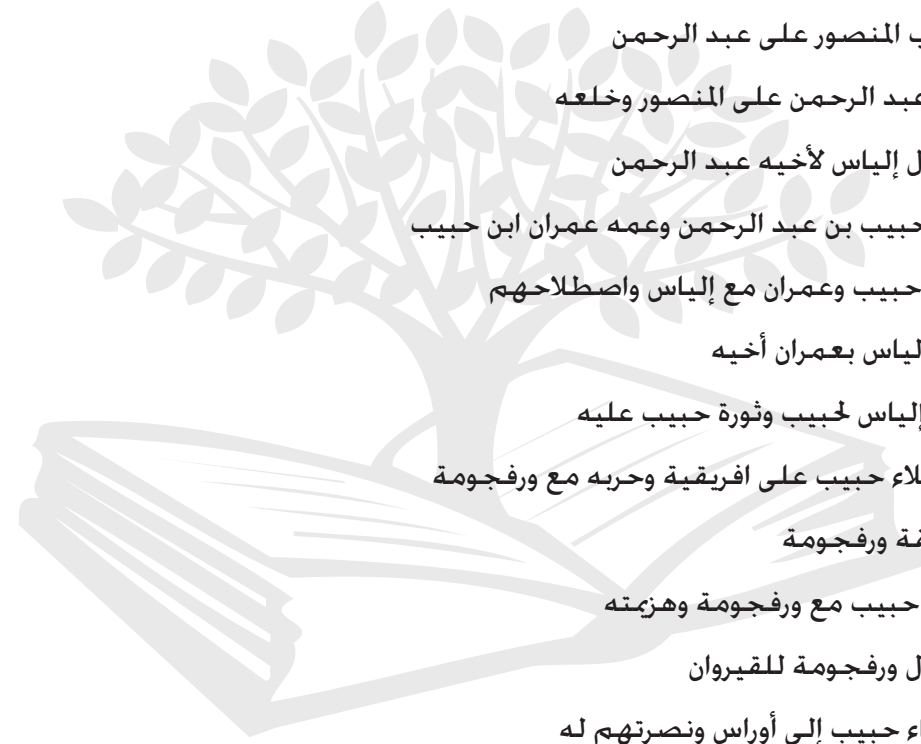 المنصور على عبد الرحمن
عبد الرحمن على المنصور وخلعه
إلياس لأخيه عبد الرحمن
حبيب بن عبد الرحمن وعمه عمران ابن حبيب
حبيب وعمران مع إلياس واصطلاحهم
بعمران أخيه
إلياس لحبيب وثورة حبيب عليه
حبيب على افريقية وحربه مع ورفجومة
ورفجومة
حبيب مع ورفجومة وهزيمته
ورفجومة للقيروان
حبيب إلى أوراس ونصرتهم له